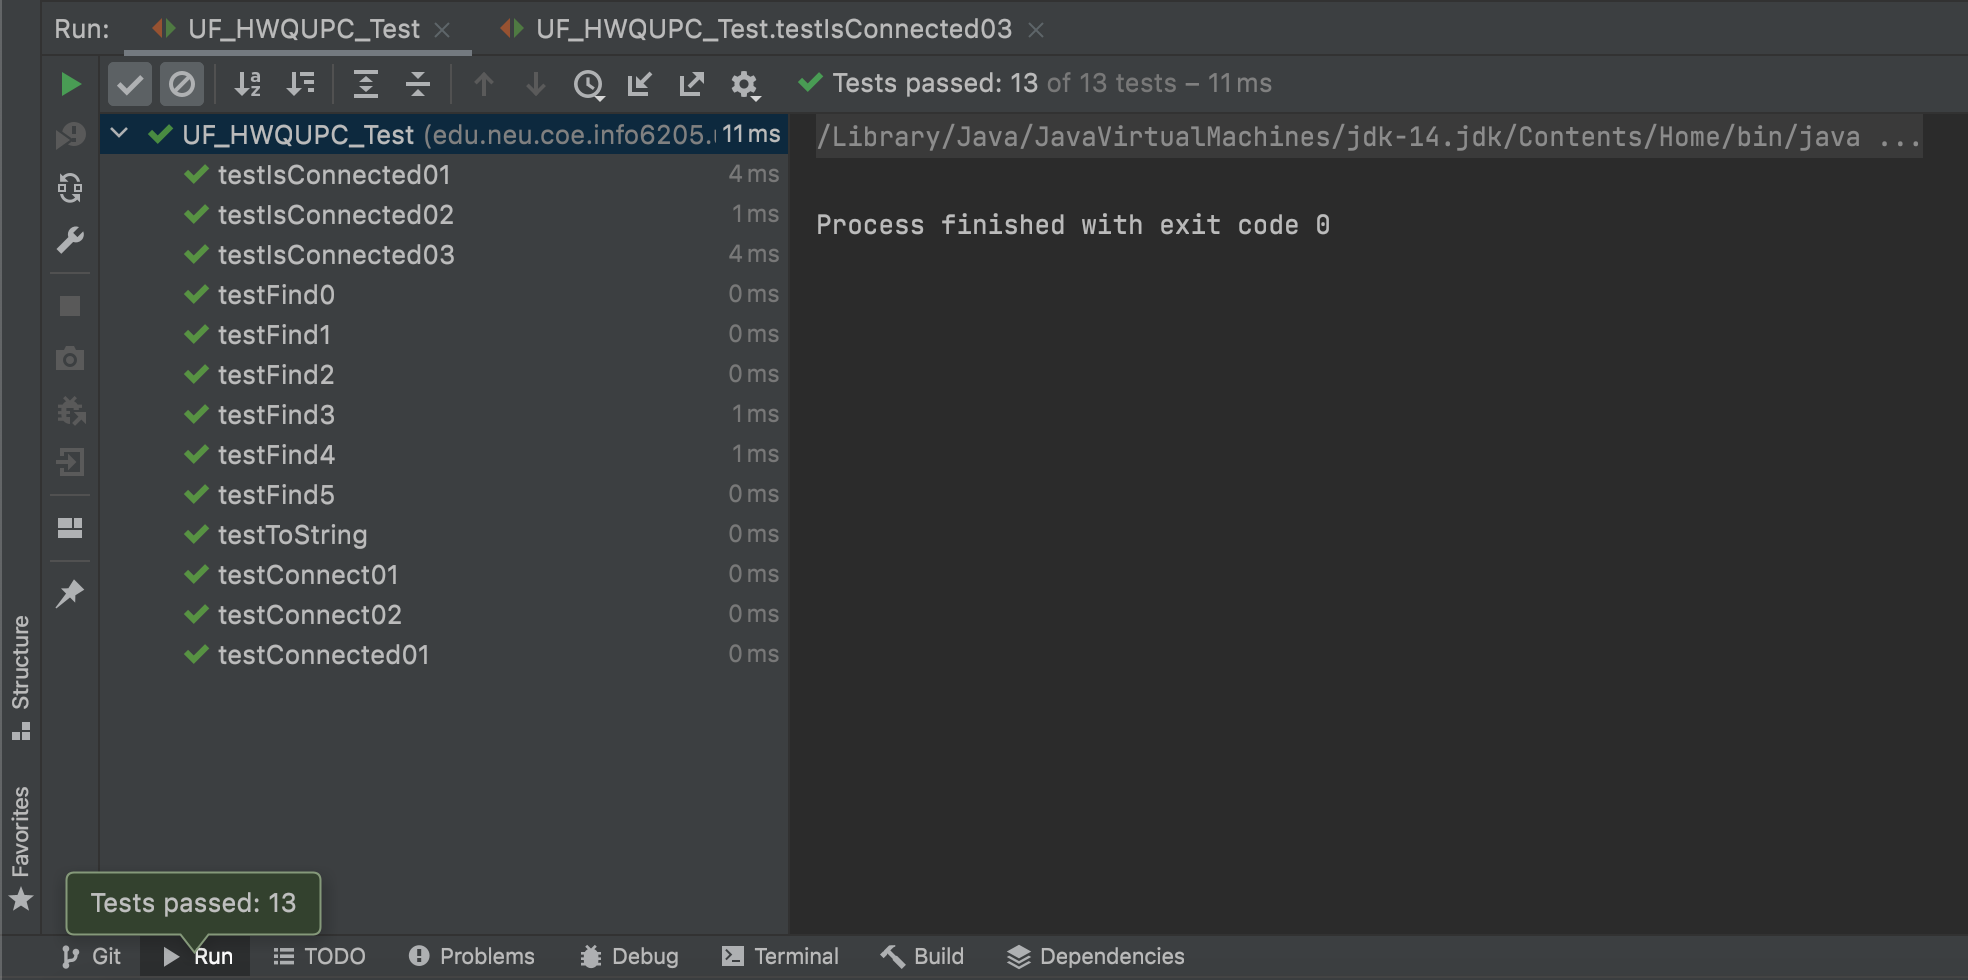 Run: UF_HWQUPC_Test UF_HWQUPC_Test.testIsConnected03
Tests passed: 13 of 13 tests – 11 ms
UF_HWQUPC_Test (edu.neu.coe.info6205. 11 ms
testIsConnected01 4 ms
testIsConnected02 1 ms
testIsConnected03 4 ms
testFind0 0 ms
testFind1 0 ms
testFind2 0 ms
testFind3 1 ms
testFind4 1 ms
testFind5 0 ms
testToString 0 ms
testConnect01 0 ms
testConnect02 0 ms
testConnected01 0 ms
/Library/Java/JavaVirtualMachines/jdk-14.jdk/Contents/Home/bin/java ...
Process finished with exit code 0
Structure
Favorites
Tests passed: 13
Git Run TODO Problems Debug Terminal Build Dependencies